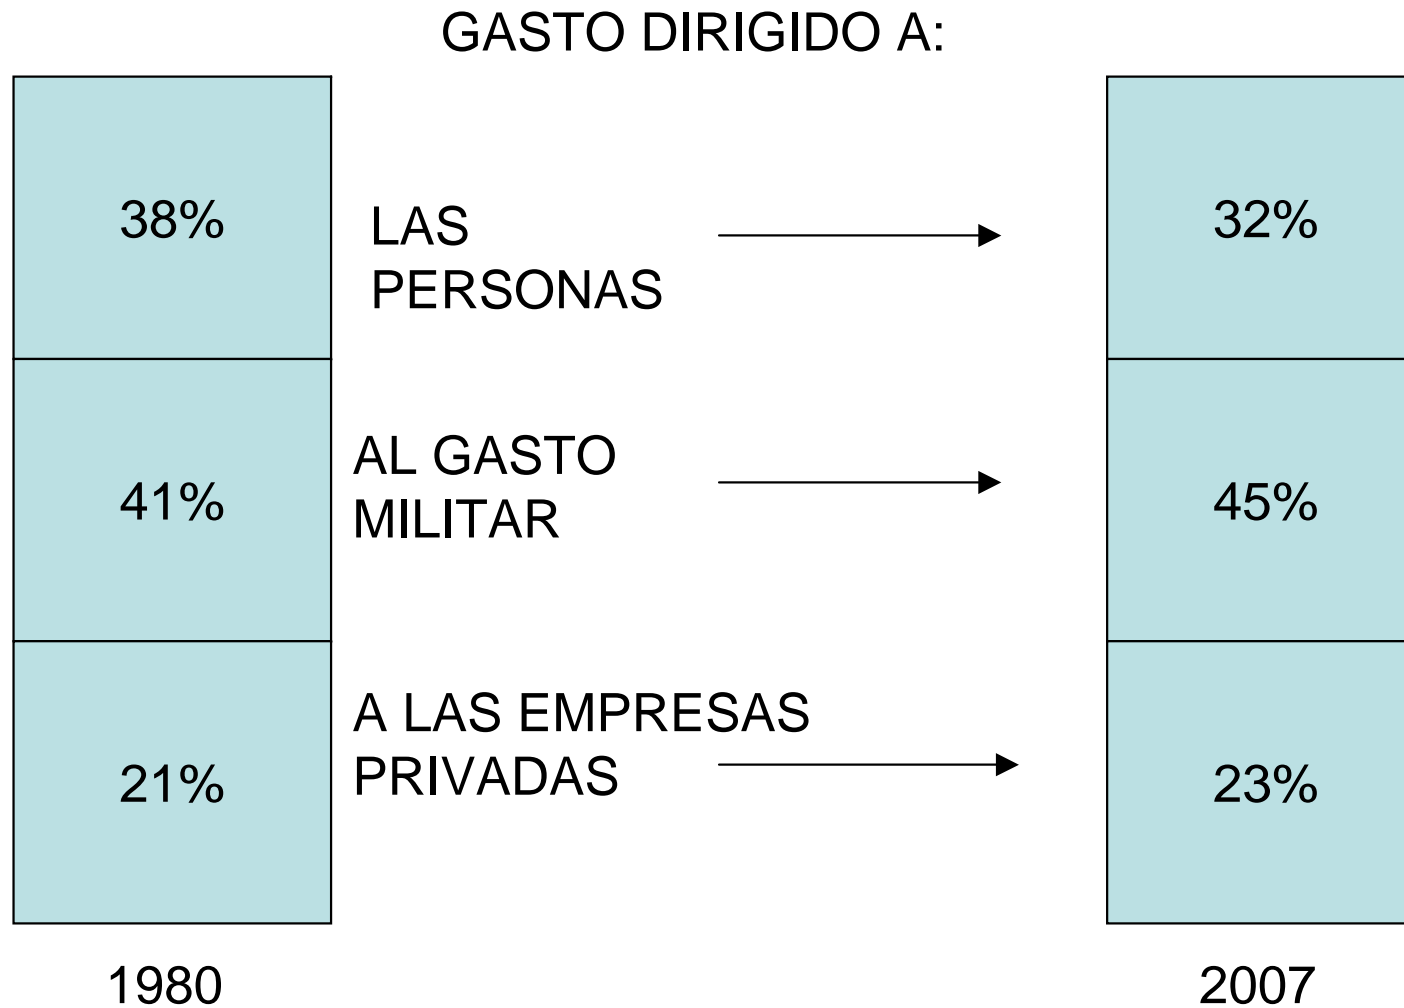 GASTO DIRIGIDO A:
38%
LAS
PERSONAS
32%
41%
AL GASTO
MILITAR
45%
21%
A LAS EMPRESAS
PRIVADAS
23%
1980
2007